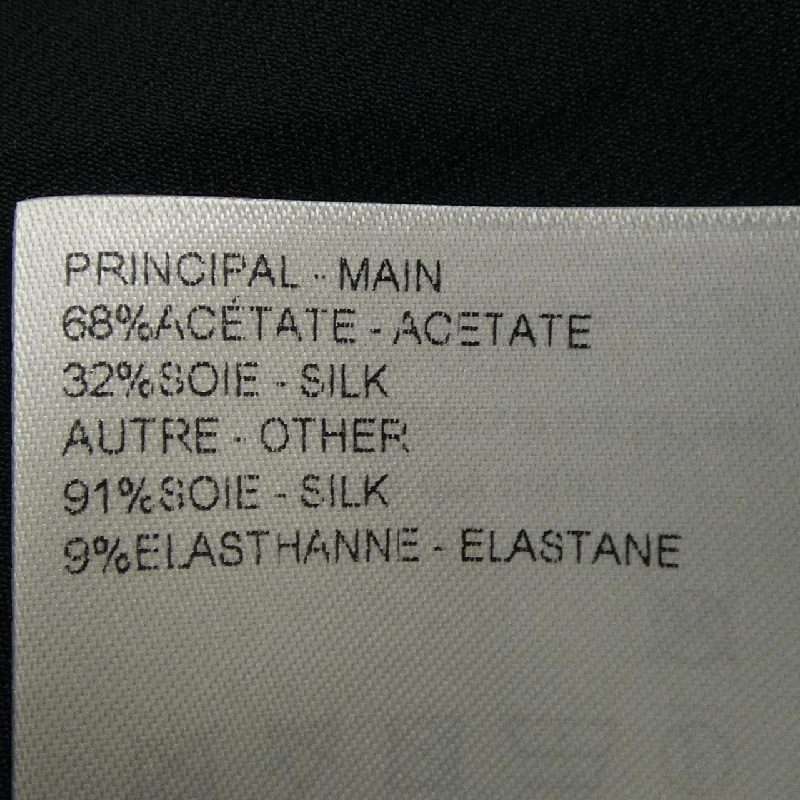 PRINCIPAL - MAIN
68%ACÉTATE - ACETATE
32%SOIE - SILK
AUTRE - OTHER
91%SOIE - SILK
9%ELASTHANNE - ELASTANE